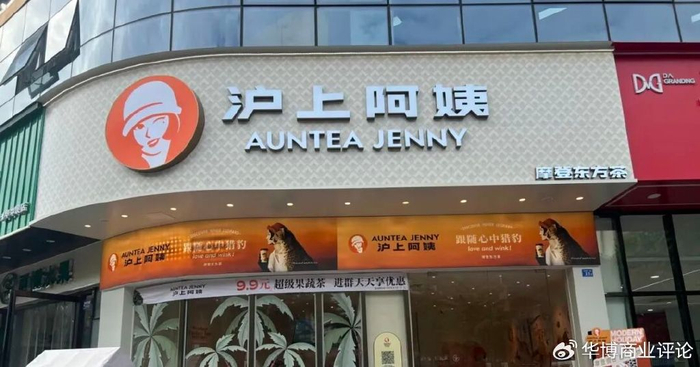 沪上阿姨
AUNTEA JENNY
摩登东方茶
DA
GRANDING
AUNTEA JENNY
沪上阿姨
跟随心中猎豹
love and wink!
AUNTEA JENNY
沪上阿姨
跟随心中猎豹
love and wink!
AUNTEA JENNY
沪上阿姨
9.9元 超级果蔬茶 进群天天享优惠
MODERN
HOLIDAY
华博商业评论